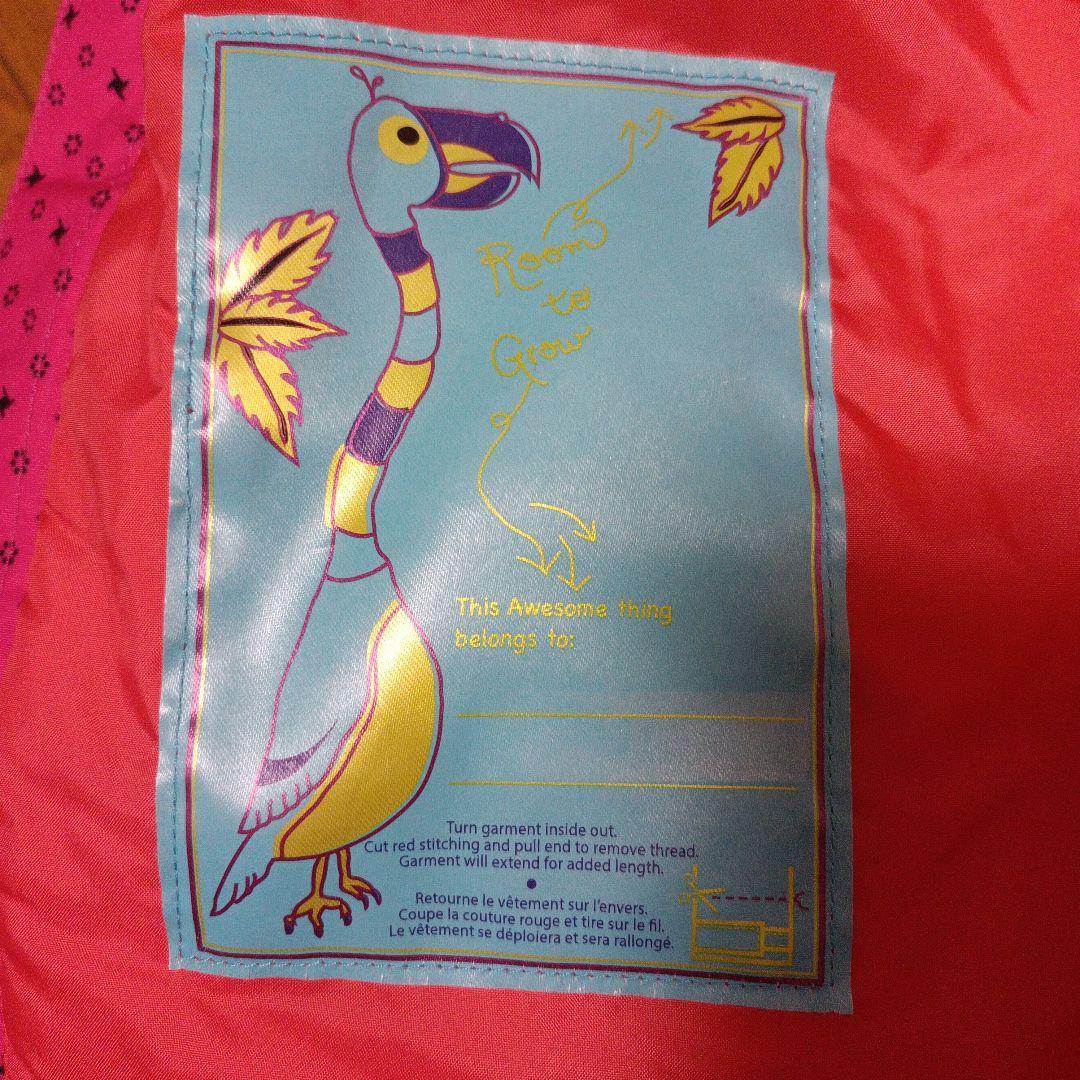 Room
to
Grow
This Awesome thing
belongs to:
Turn garment inside out.
Cut red stitching and pull end to remove thread.
Garment will extend for added length.
Retourne le vêtement sur l'envers.
Coupe la couture rouge et tire sur le fil.
Le vêtement se déploiera et sera rallongé.